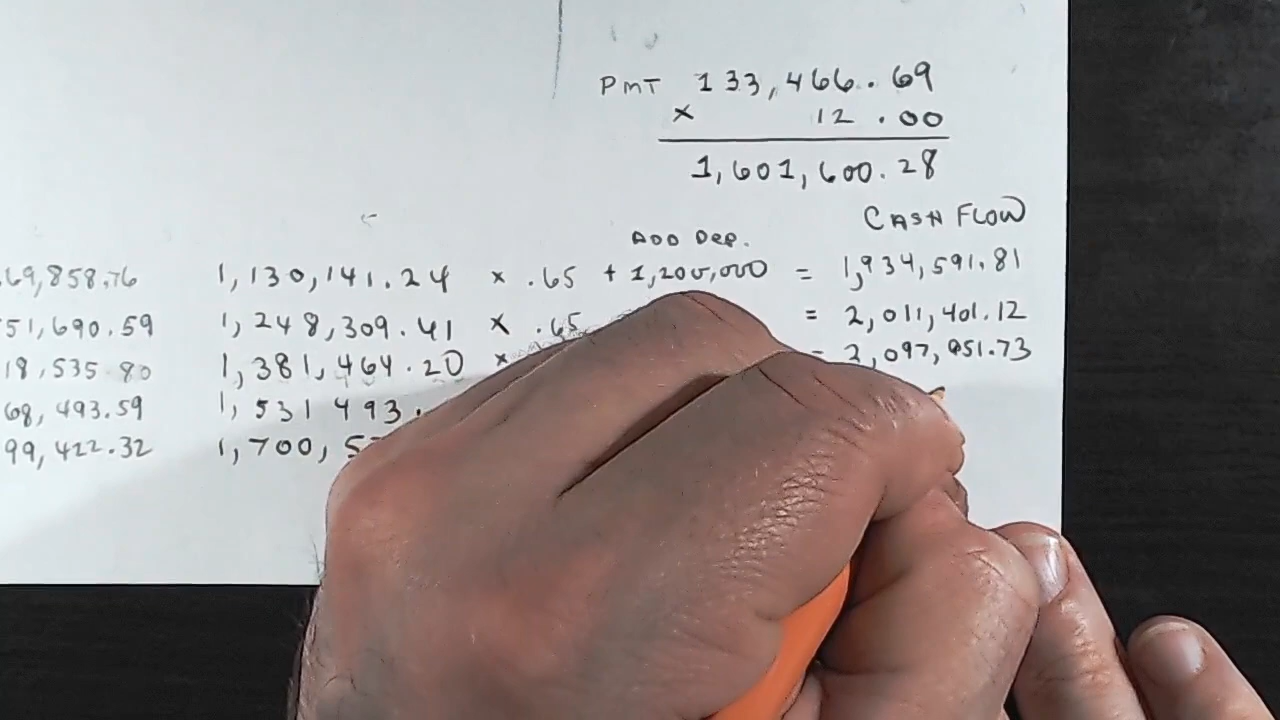 PMT 133,466.69
× 12.00
1,601,600.28
CASH FLOW
ADD DEP.
69,858.76 1,130,141.24 × .65 + 1,200,000 = 1,934,591.81
51,690.59 1,248,309.41 × .65 = 2,011,401.12
18,535.80 1,381,464.20 × = 2,097,951.73
68,493.59 1,531 493.
99,422.32 1,700,5